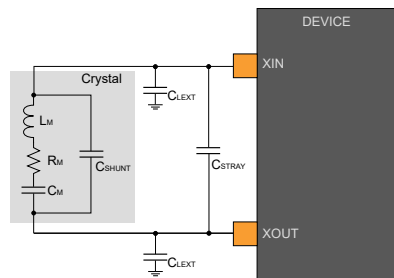 DEVICE
XIN
Crystal
CLEXT
LM
RM
CSHUNT
CSTRAY
CM
XOUT
CLEXT